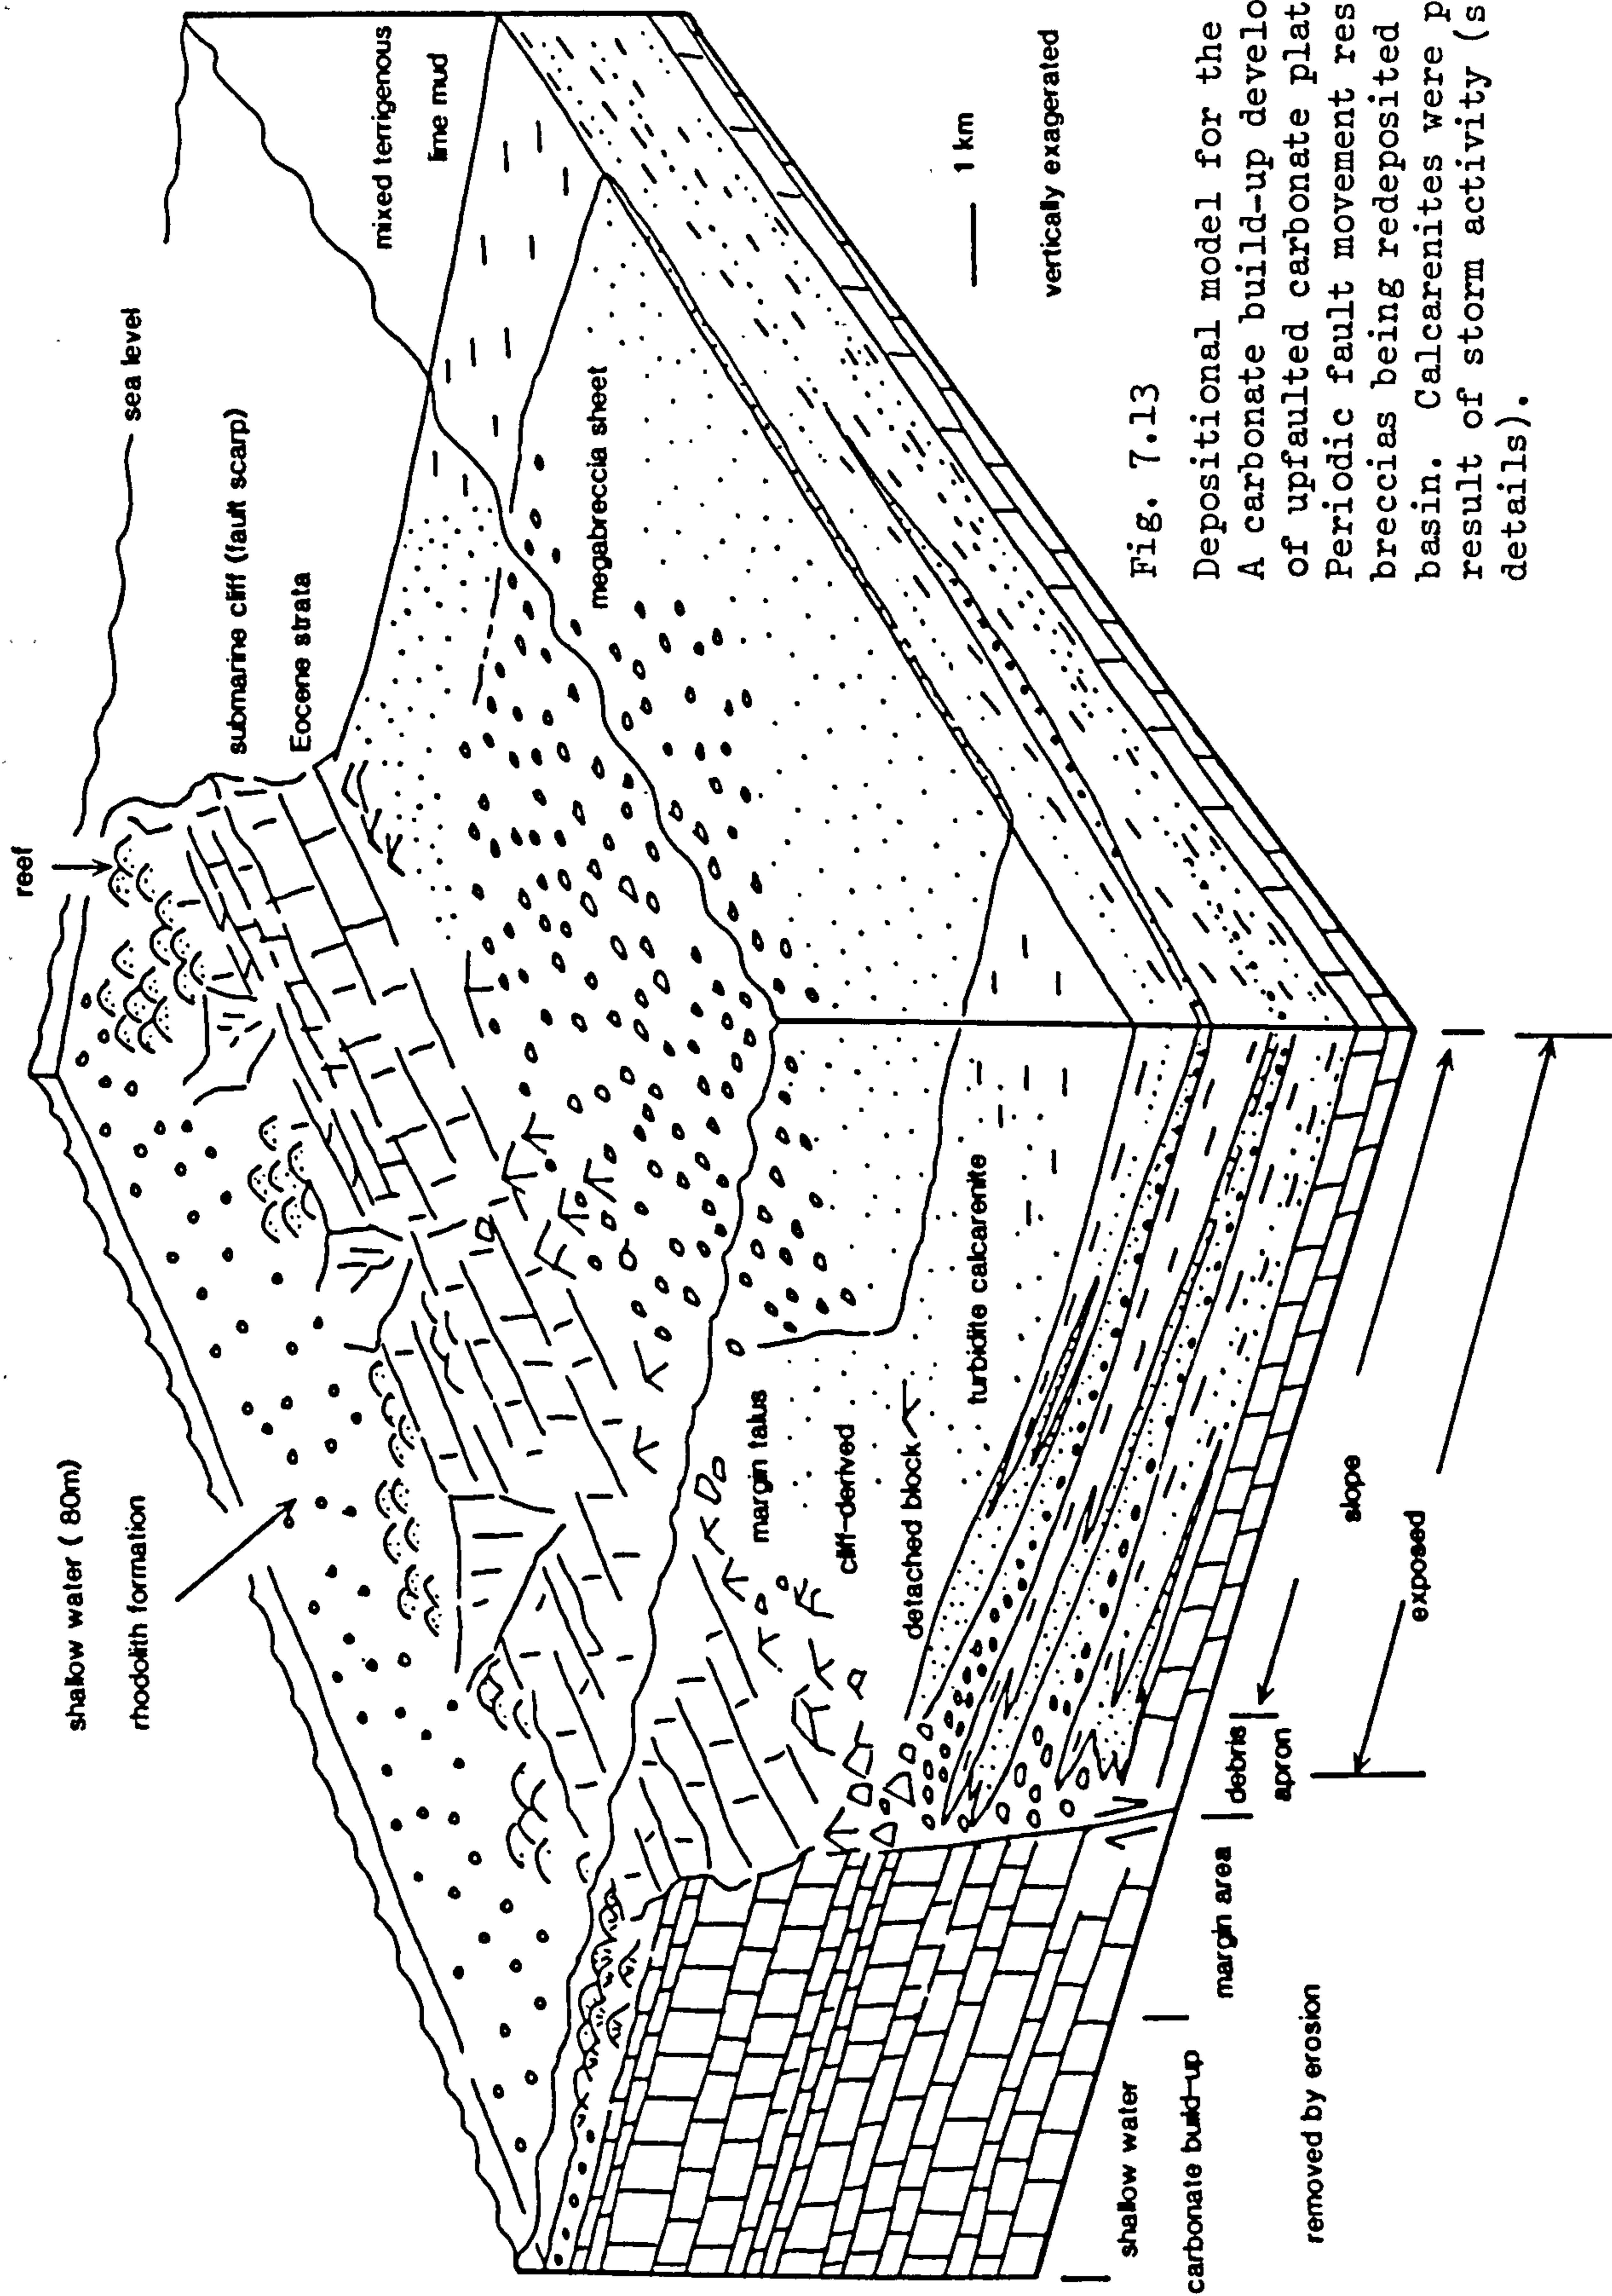 reef
sea level
shallow water ( 80m)
rhodolith formation
submarine cliff (fault scarp)
Eocene strata
mixed terrigenous
lime mud
megabreccia sheet
margin talus
cliff-derived
detached block
turbidite calcarenite
1 km
vertically exagerated
shallow water
carbonate build-up
margin area
debris
apron
slope
exposed
removed by erosion
Fig. 7.13
Depositional model for the
A carbonate build-up develo
of upfaulted carbonate plat
Periodic fault movement res
breccias being redeposited
basin. Calcarenites were p
result of storm activity (s
details).